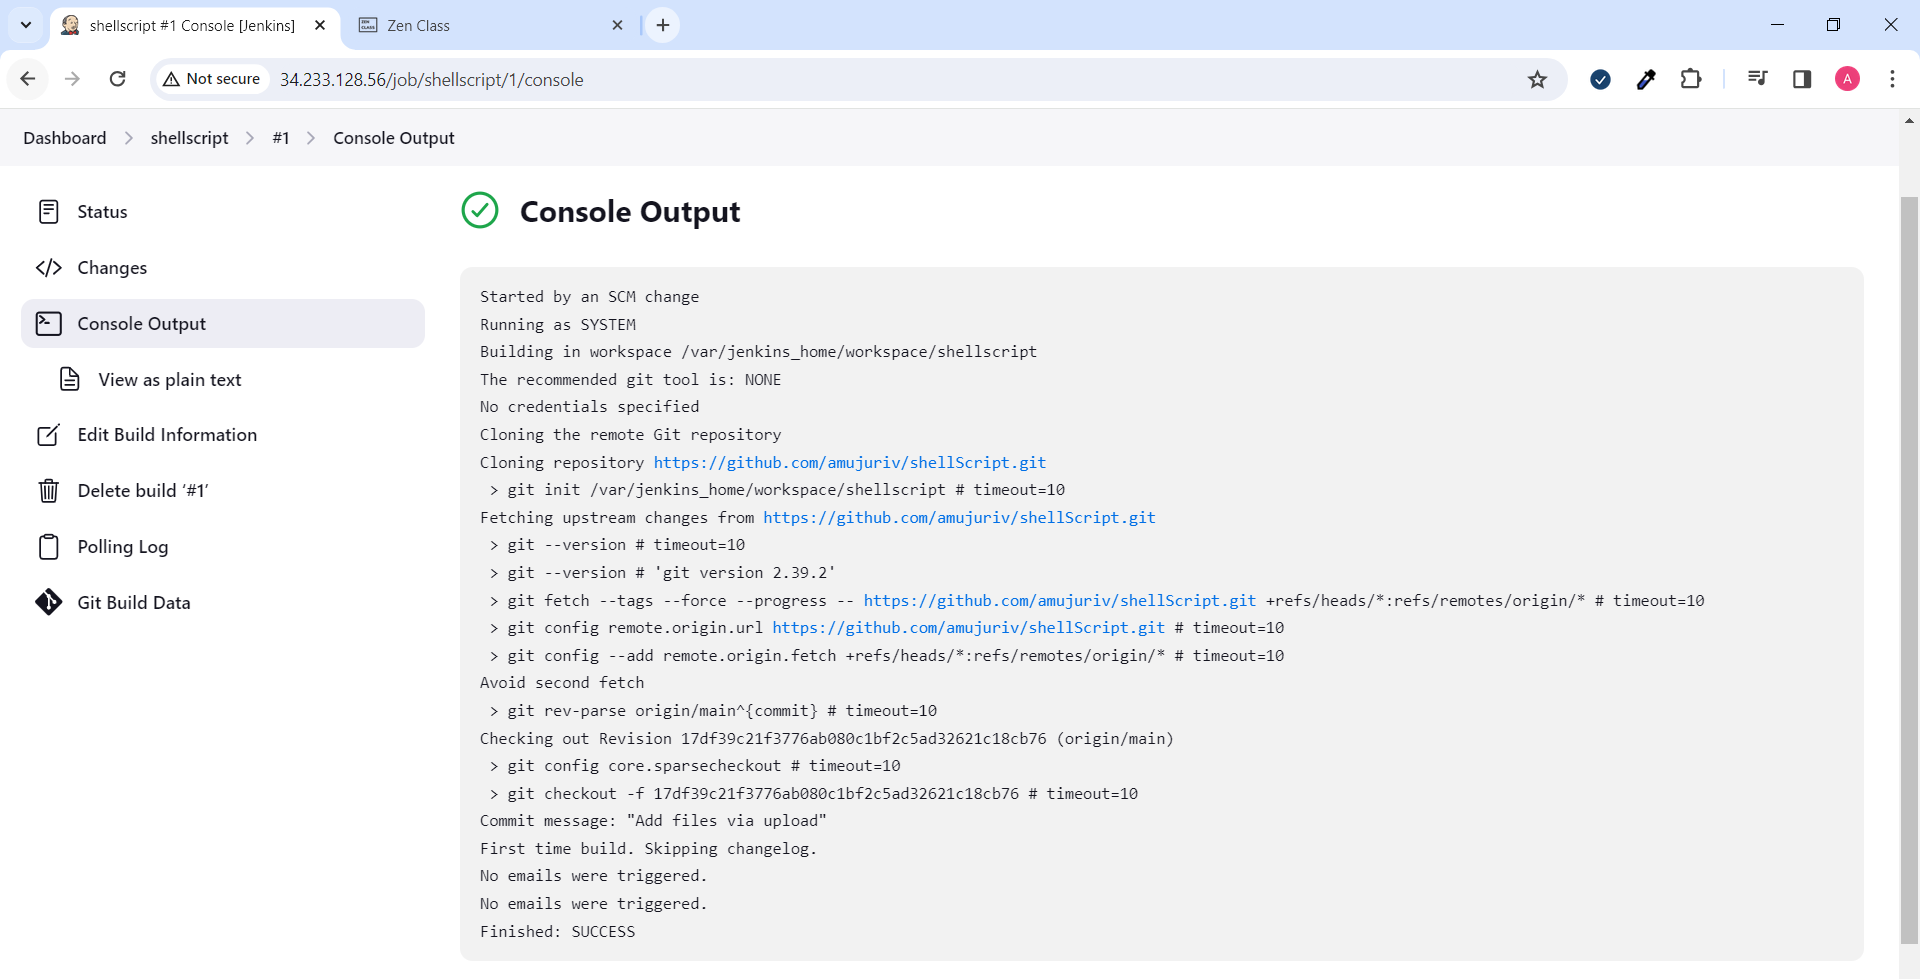 shellscript #1 Console [Jenkins]
Zen Class
Not secure
34.233.128.56/job/shellscript/1/console
A
Dashboard
shellscript
#1
Console Output
Status
Changes
Console Output
View as plain text
Edit Build Information
Delete build ‘#1’
Polling Log
Git Build Data
Console Output
Started by an SCM change
Running as SYSTEM
Building in workspace /var/jenkins_home/workspace/shellscript
The recommended git tool is: NONE
No credentials specified
Cloning the remote Git repository
Cloning repository https://github.com/amujuriv/shellScript.git
> git init /var/jenkins_home/workspace/shellscript # timeout=10
Fetching upstream changes from https://github.com/amujuriv/shellScript.git
> git --version # timeout=10
> git --version # 'git version 2.39.2'
> git fetch --tags --force --progress -- https://github.com/amujuriv/shellScript.git +refs/heads/*:refs/remotes/origin/* # timeout=10
> git config remote.origin.url https://github.com/amujuriv/shellScript.git # timeout=10
> git config --add remote.origin.fetch +refs/heads/*:refs/remotes/origin/* # timeout=10
Avoid second fetch
> git rev-parse origin/main^{commit} # timeout=10
Checking out Revision 17df39c21f3776ab080c1bf2c5ad32621c18cb76 (origin/main)
> git config core.sparsecheckout # timeout=10
> git checkout -f 17df39c21f3776ab080c1bf2c5ad32621c18cb76 # timeout=10
Commit message: "Add files via upload"
First time build. Skipping changelog.
No emails were triggered.
No emails were triggered.
Finished: SUCCESS